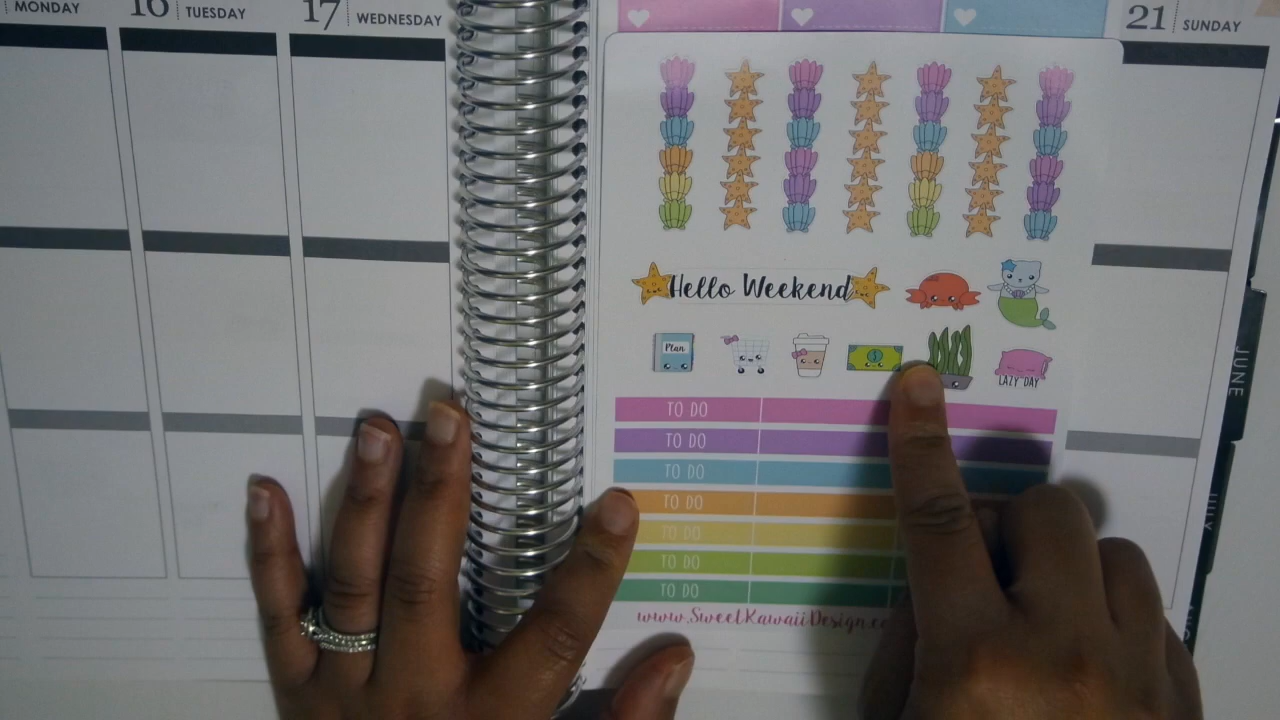 MONDAY
16 TUESDAY
17 WEDNESDAY
21 SUNDAY
Hello Weekend
Plan
$
LAZY DAY
TO DO
TO DO
TO DO
TO DO
TO DO
TO DO
TO DO
www.SweetKawaiiDesign.c
JUNE
JULY